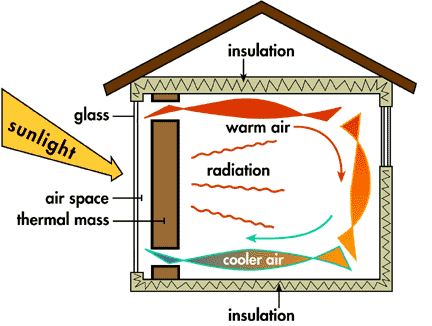 insulation
glass
sunlight
warm air
radiation
air space
thermal mass
cooler air
insulation